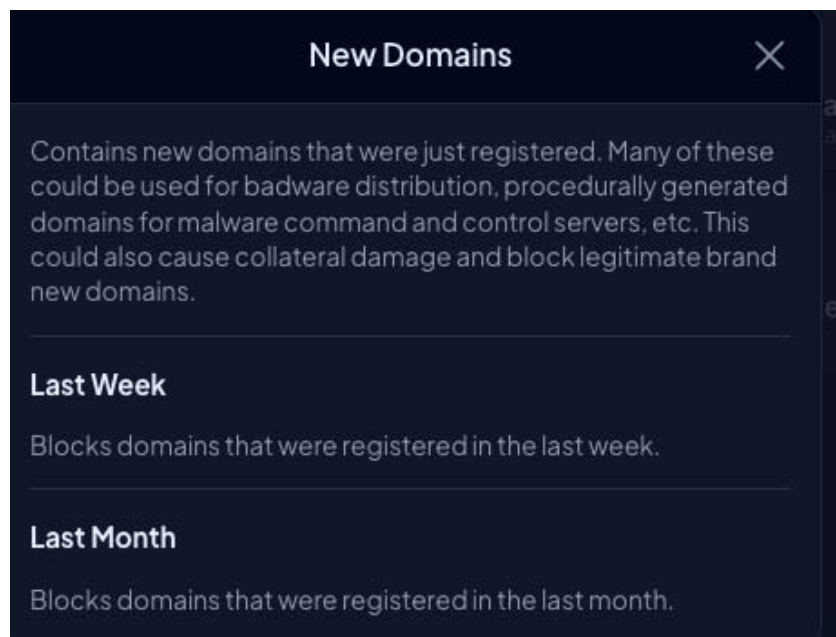 New Domains
Contains new domains that were just registered. Many of these
could be used for badware distribution, procedurally generated
domains for malware command and control servers, etc. This
could also cause collateral damage and block legitimate brand
new domains.
Last Week
Blocks domains that were registered in the last week.
Last Month
Blocks domains that were registered in the last month.